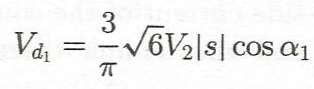 V_{d_1} = \frac{3}{\pi} \sqrt{6} V_2 |s| \cos \alpha_1